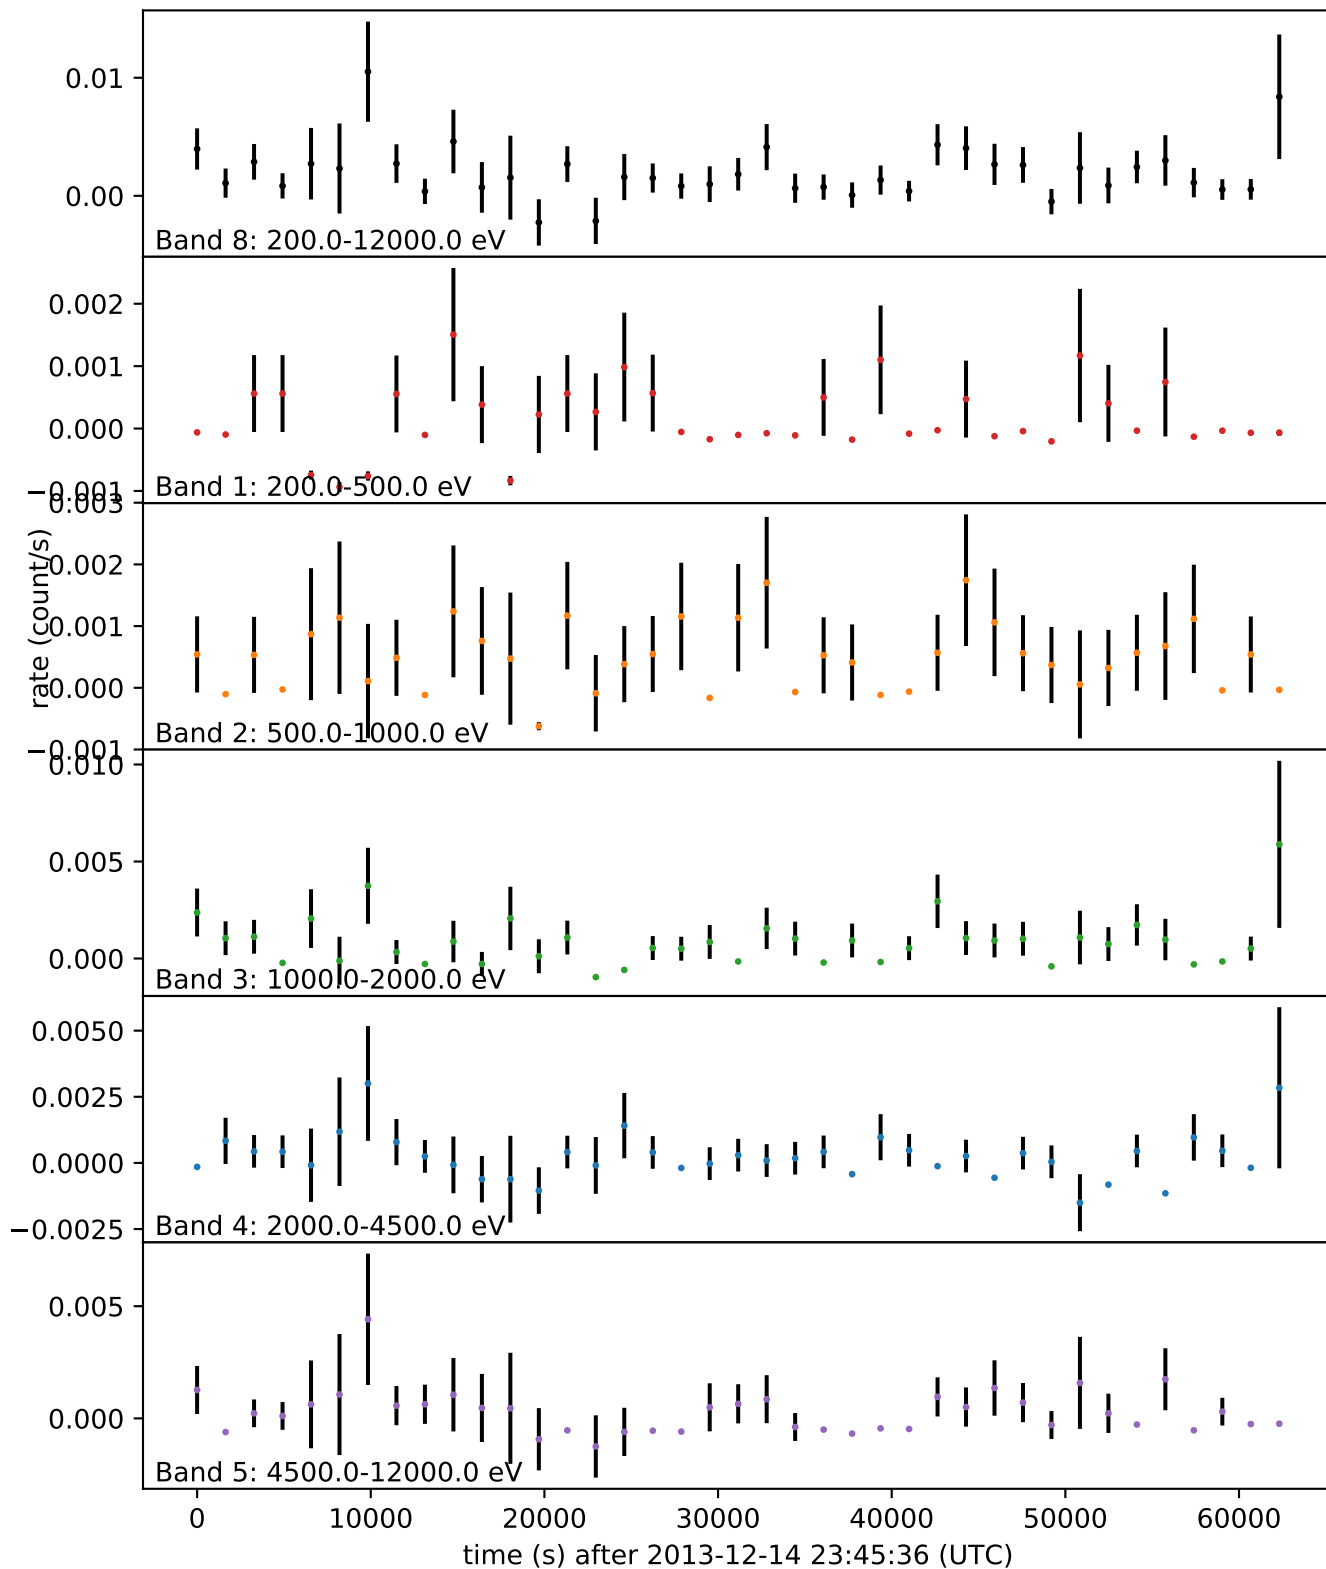 0.01
0.00
Band 8: 200.0-12000.0 eV
0.002
0.001
0.000
−0.001
Band 1: 200.0-500.0 eV
0.003
0.002
0.001
0.000
−0.001
Band 2: 500.0-1000.0 eV
rate (count/s)
0.010
0.005
0.000
Band 3: 1000.0-2000.0 eV
0.0050
0.0025
0.0000
−0.0025
Band 4: 2000.0-4500.0 eV
0.005
0.000
Band 5: 4500.0-12000.0 eV
0 10000 20000 30000 40000 50000 60000
time (s) after 2013-12-14 23:45:36 (UTC)